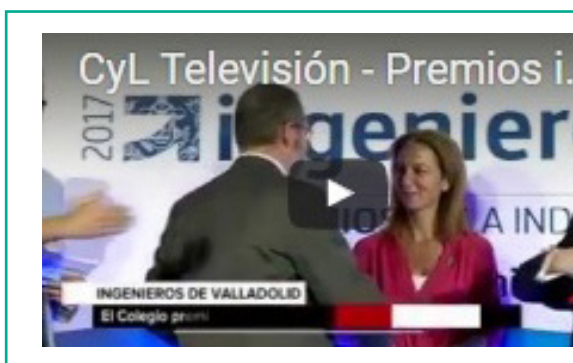 CyL Televisión - Premios i...
2017
ingenier
A IND
INGENIEROS DE VALLADOLID
El Colegio